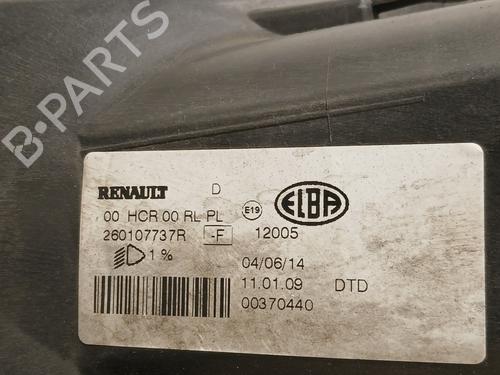 B-PARTS
RENAULT D ELBA
00 HCR 00 RL PL E19
260107737R -F 12005
1 % 04/06/14
11.01.09 DTD
00370440